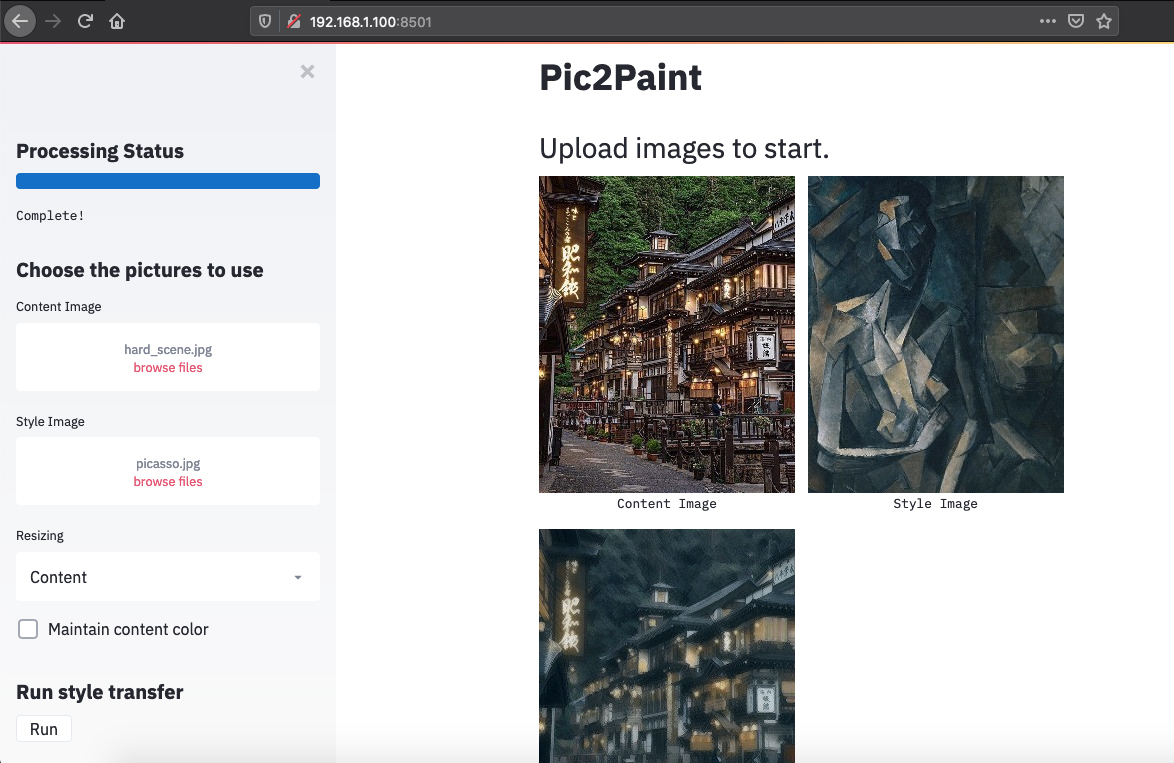 192.168.1.100:8501
Processing Status
Complete!
Choose the pictures to use
Content Image
hard_scene.jpg
browse files
Style Image
picasso.jpg
browse files
Resizing
Content
Maintain content color
Run style transfer
Run
Pic2Paint
Upload images to start.
Content Image
Style Image